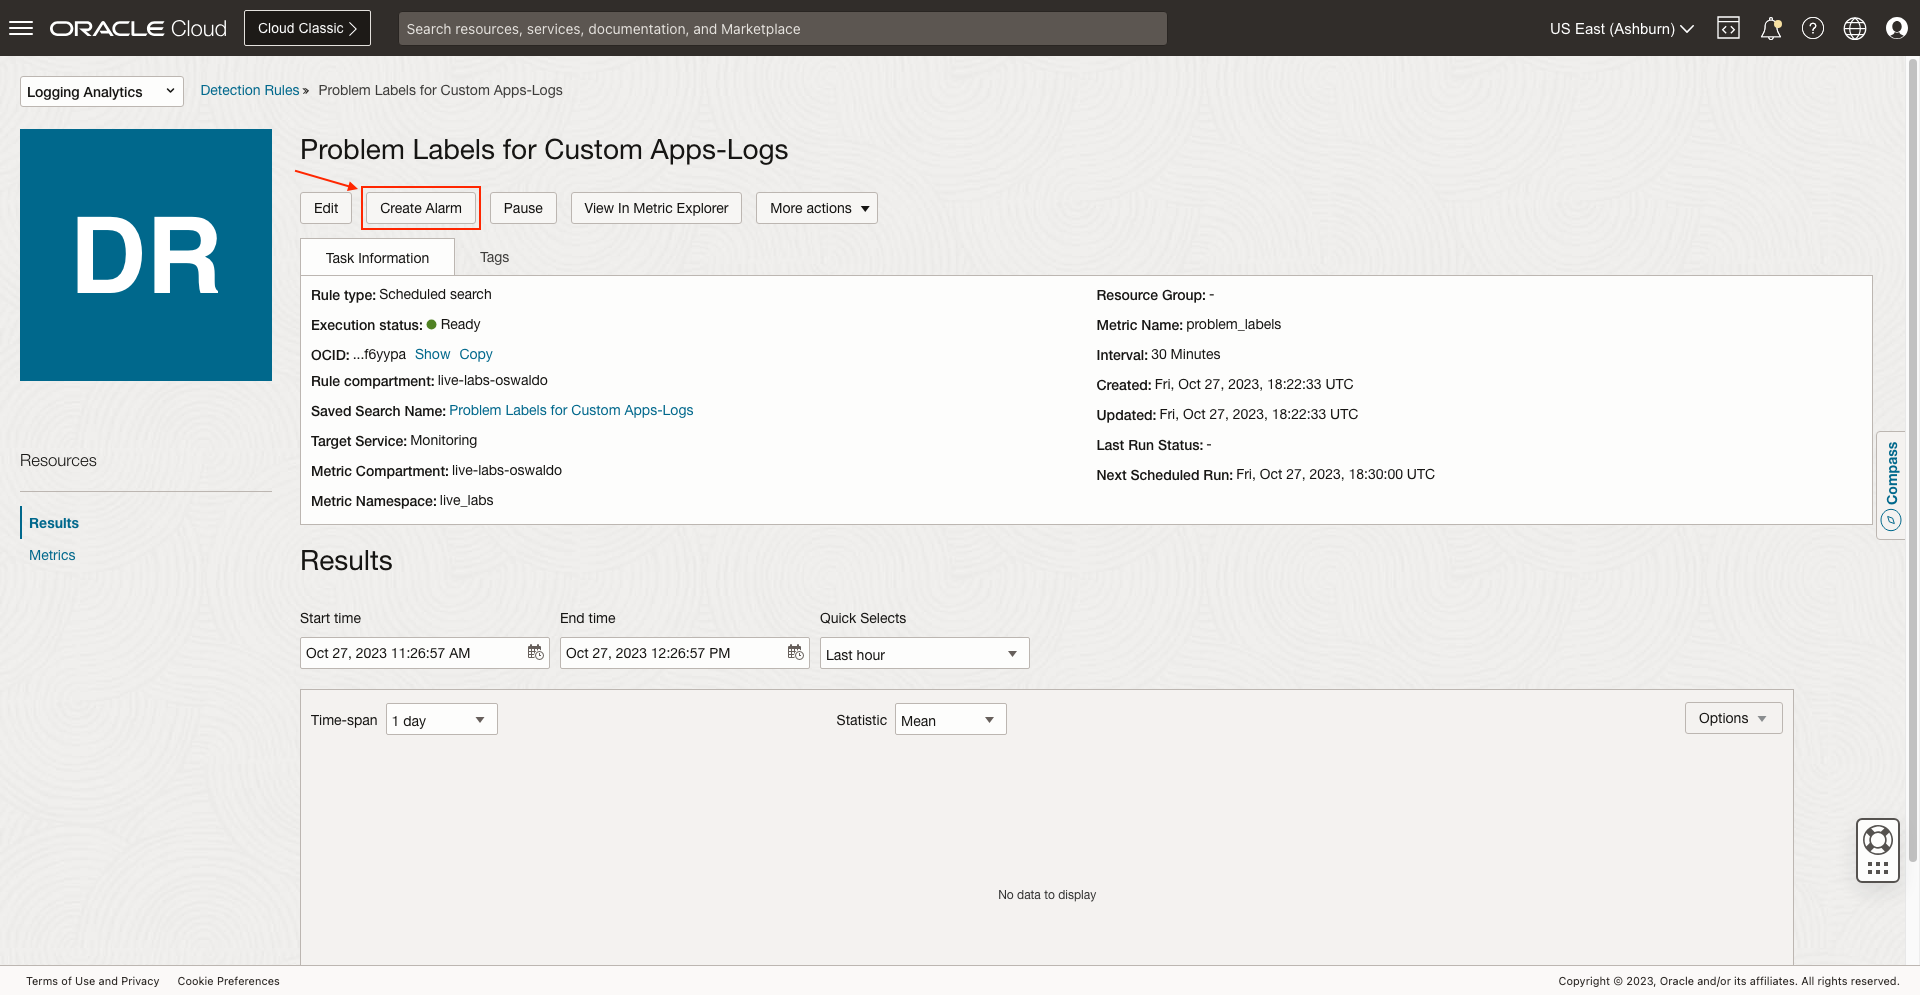 ORACLE Cloud
Cloud Classic
Search resources, services, documentation, and Marketplace
US East (Ashburn)
Logging Analytics
Detection Rules » Problem Labels for Custom Apps-Logs
DR
Problem Labels for Custom Apps-Logs
Edit
Create Alarm
Pause
View In Metric Explorer
More actions
Task Information
Tags
Rule type: Scheduled search
Execution status: Ready
OCID: ...f6yypa Show Copy
Rule compartment: live-labs-oswaldo
Saved Search Name: Problem Labels for Custom Apps-Logs
Target Service: Monitoring
Metric Compartment: live-labs-oswaldo
Metric Namespace: live_labs
Resource Group: -
Metric Name: problem_labels
Interval: 30 Minutes
Created: Fri, Oct 27, 2023, 18:22:33 UTC
Updated: Fri, Oct 27, 2023, 18:22:33 UTC
Last Run Status: -
Next Scheduled Run: Fri, Oct 27, 2023, 18:30:00 UTC
Compass
Resources
Results
Metrics
Results
Start time
End time
Quick Selects
Oct 27, 2023 11:26:57 AM
Oct 27, 2023 12:26:57 PM
Last hour
Time-span 1 day
Statistic Mean
Options
No data to display
Terms of Use and Privacy
Cookie Preferences
Copyright © 2023, Oracle and/or its affiliates. All rights reserved.